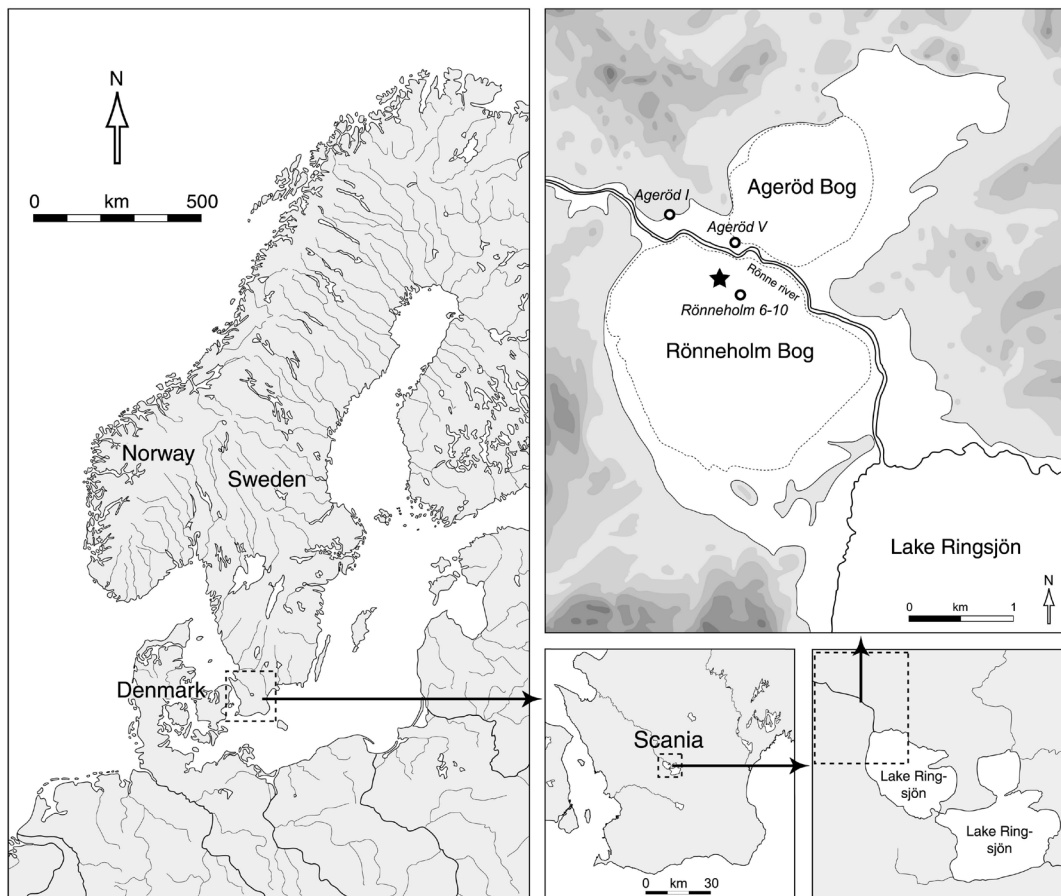 N
0 km 500
Norway
Sweden
Denmark
Ageröd I
Ageröd V
Ageröd Bog
Rönne river
Rönneholm 6-10
Rönneholm Bog
Lake Ringsjön
N
0 km 1
Scania
0 km 30
Lake Ring-
sjön
Lake Ring-
sjön